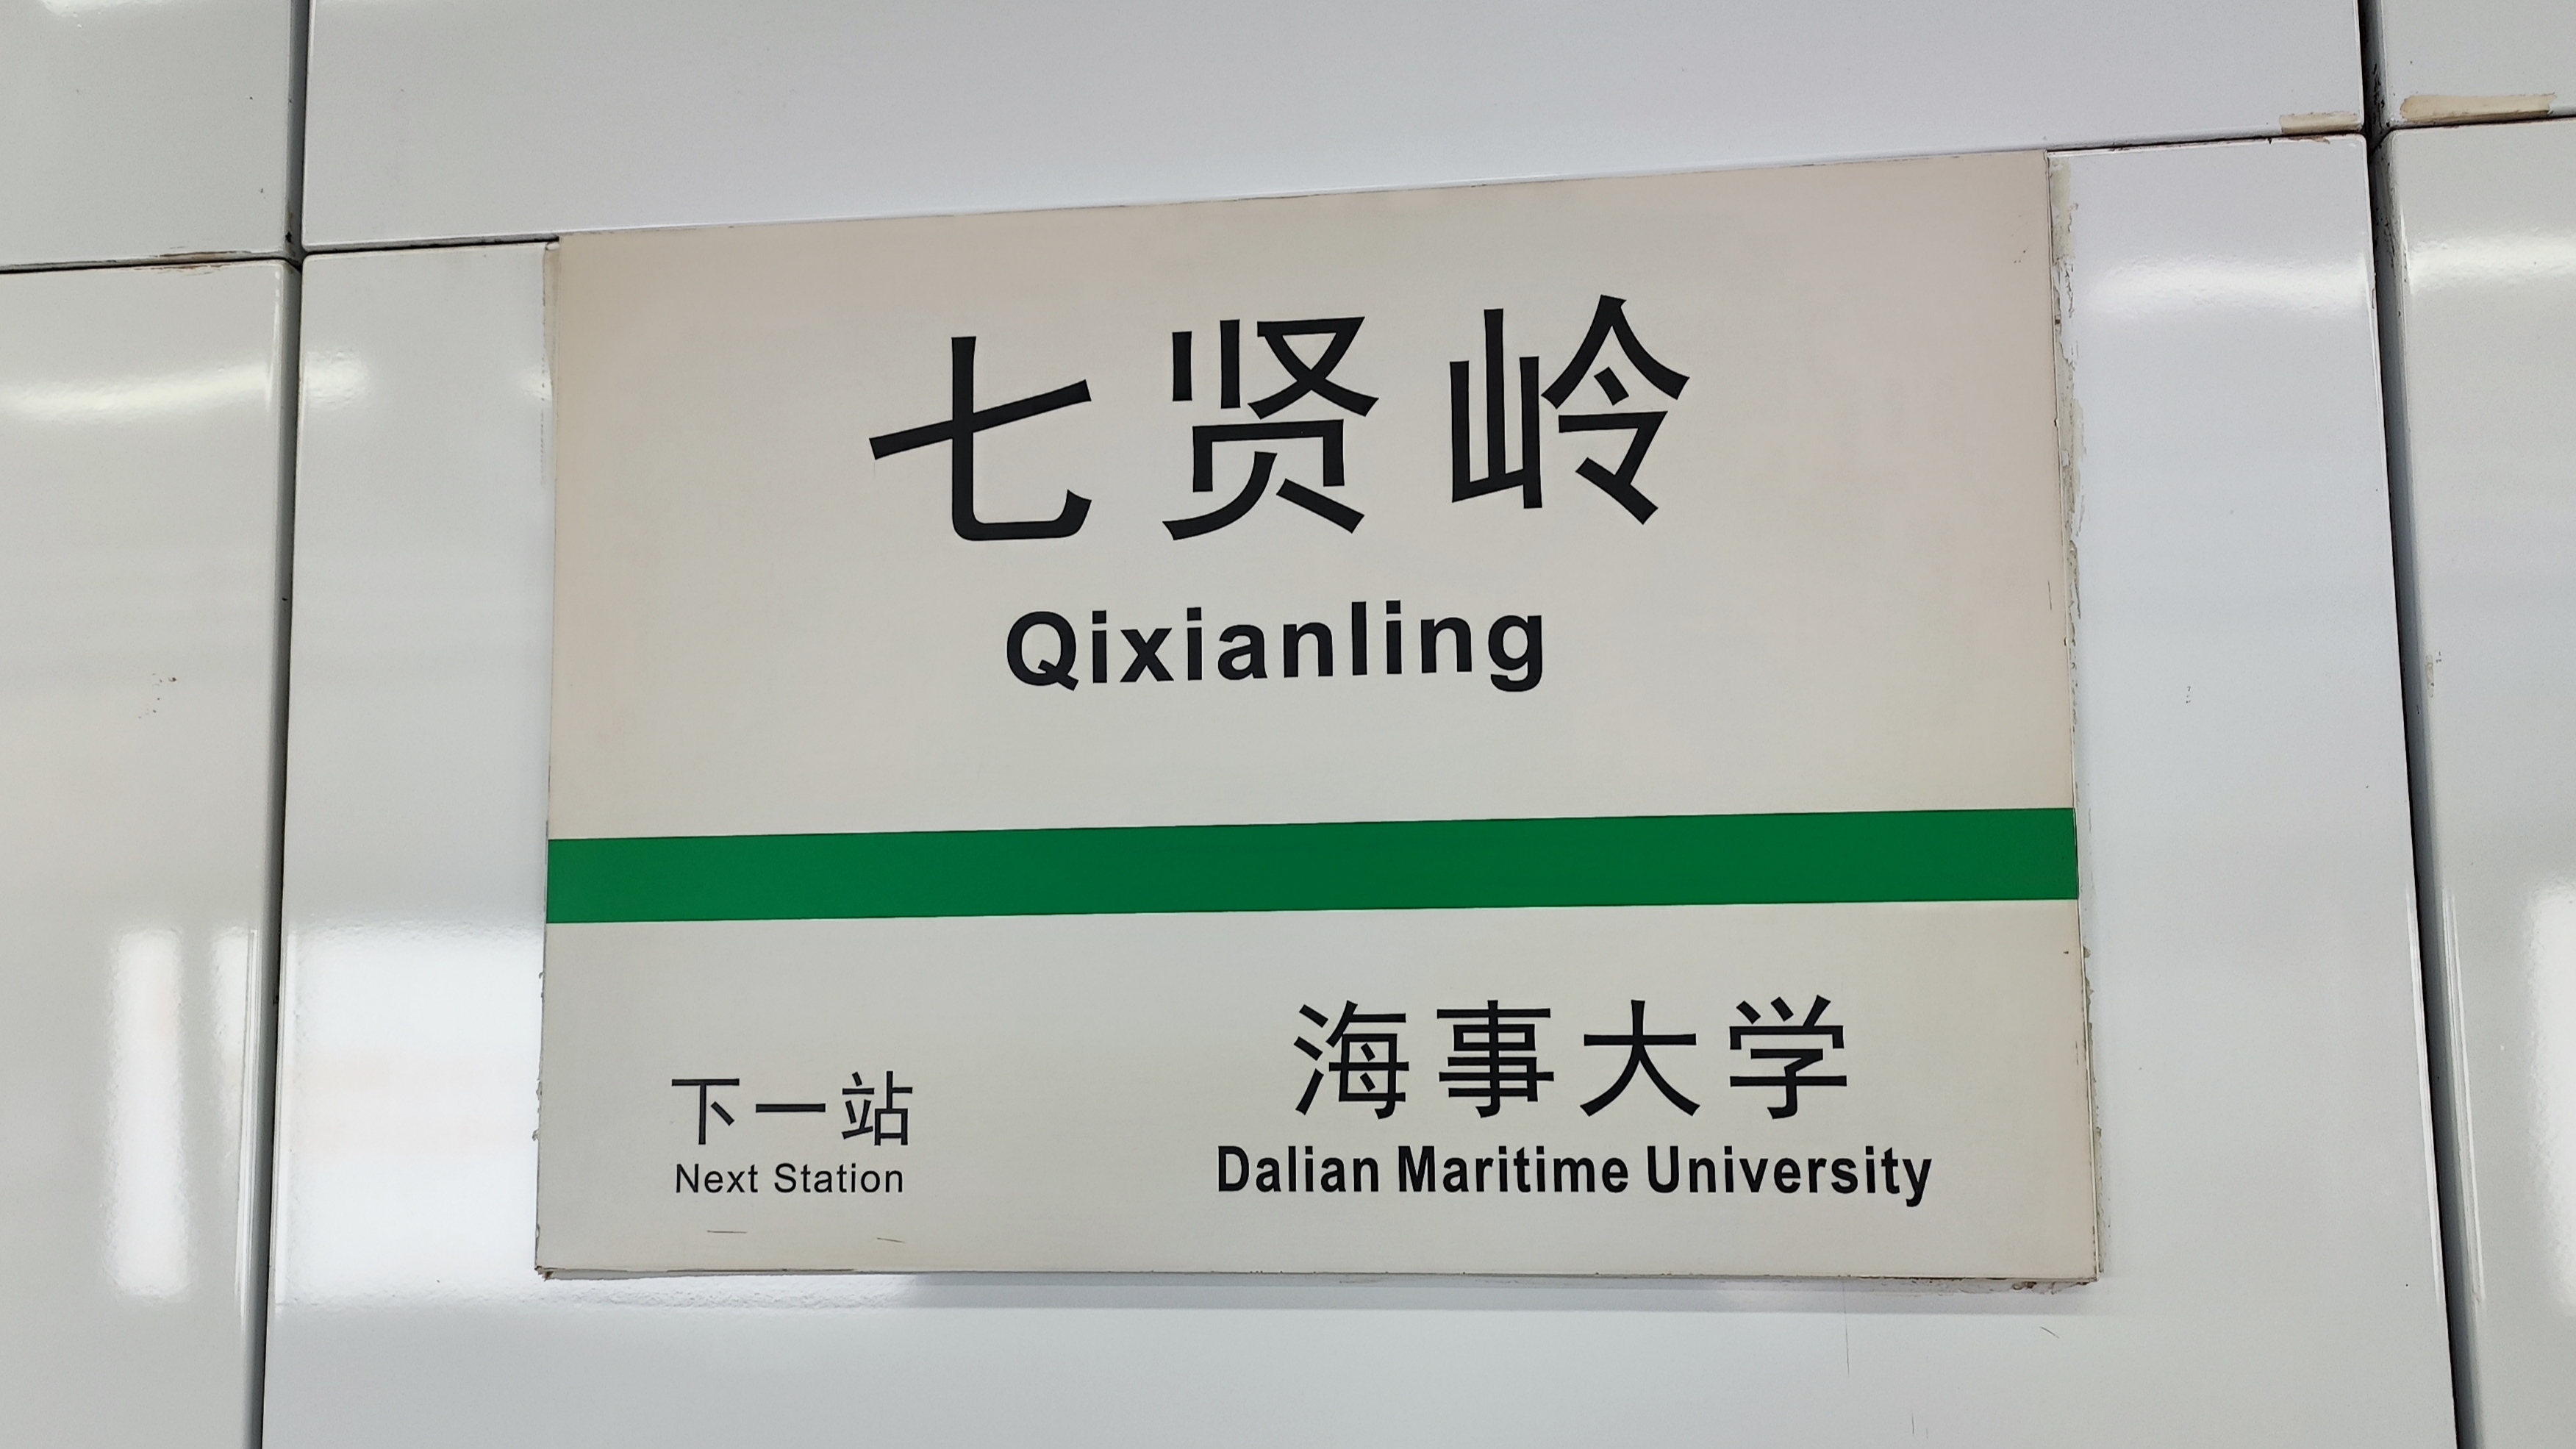 七贤岭
Qixianling
下一站
Next Station
海事大学
Dalian Maritime University